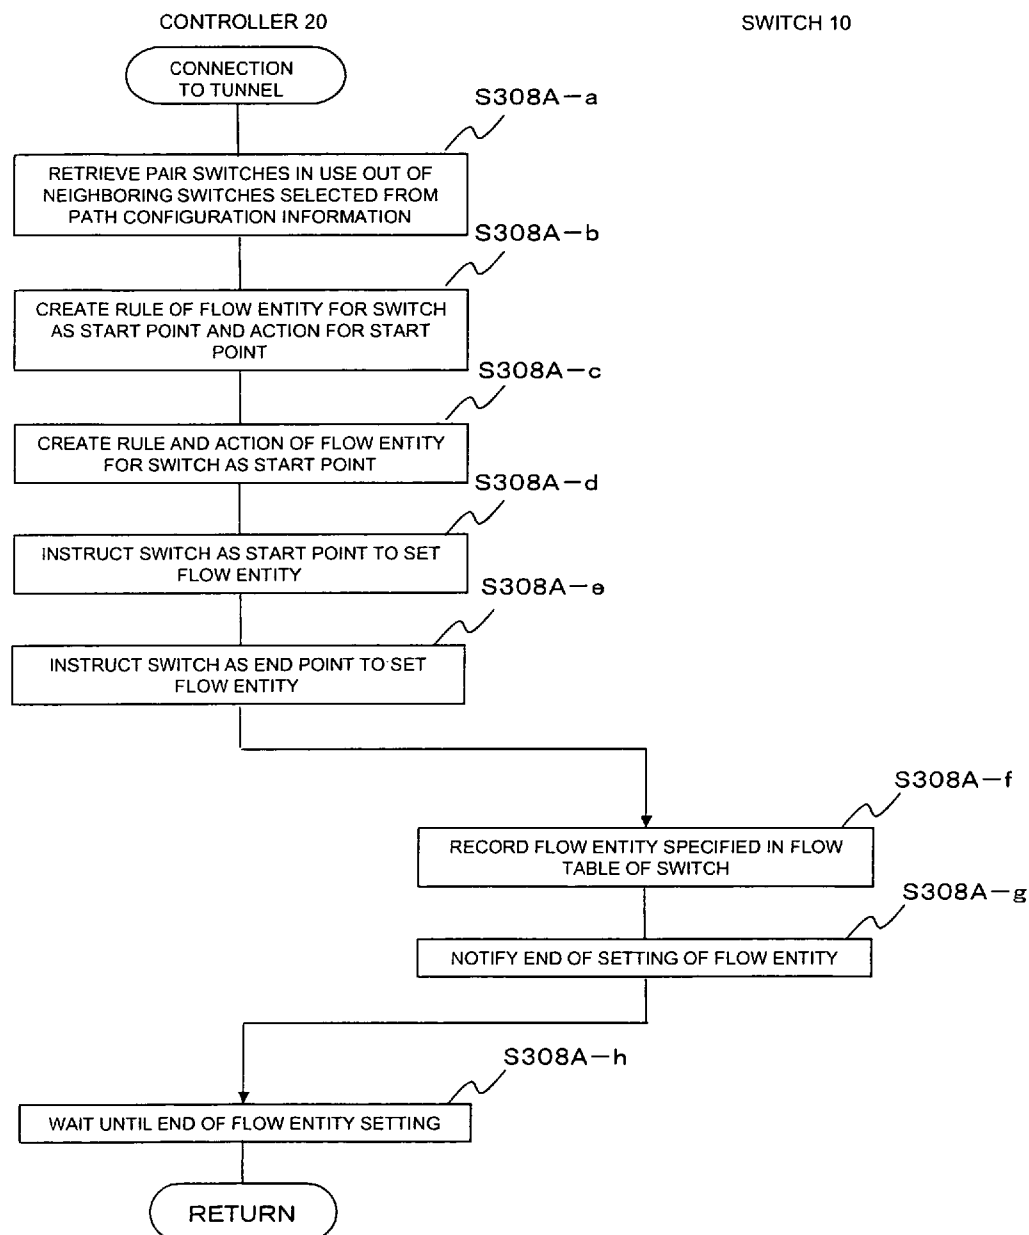 CONTROLLER 20
SWITCH 10
CONNECTION
TO TUNNEL
S308A-a
RETRIEVE PAIR SWITCHES IN USE OUT OF
NEIGHBORING SWITCHES SELECTED FROM
PATH CONFIGURATION INFORMATION
S308A-b
CREATE RULE OF FLOW ENTITY FOR SWITCH
AS START POINT AND ACTION FOR START
POINT
S308A-c
CREATE RULE AND ACTION OF FLOW ENTITY
FOR SWITCH AS START POINT
S308A-d
INSTRUCT SWITCH AS START POINT TO SET
FLOW ENTITY
S308A-e
INSTRUCT SWITCH AS END POINT TO SET
FLOW ENTITY
S308A-f
RECORD FLOW ENTITY SPECIFIED IN FLOW
TABLE OF SWITCH
S308A-g
NOTIFY END OF SETTING OF FLOW ENTITY
S308A-h
WAIT UNTIL END OF FLOW ENTITY SETTING
RETURN